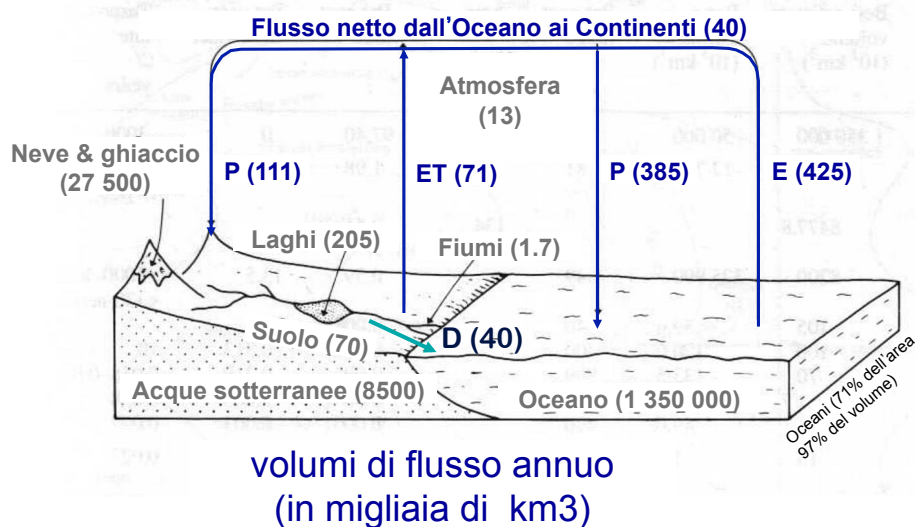 Flusso netto dall'Oceano ai Continenti (40)
Atmosfera
(13)
Neve & ghiaccio
(27 500)
P (111)
ET (71)
P (385)
E (425)
Laghi (205)
Fiumi (1.7)
Suolo (70)
D (40)
Acque sotterranee (8500)
Oceano (1 350 000)
Oceani (71% dell'area
97% del volume)
volumi di flusso annuo
(in migliaia di km3)